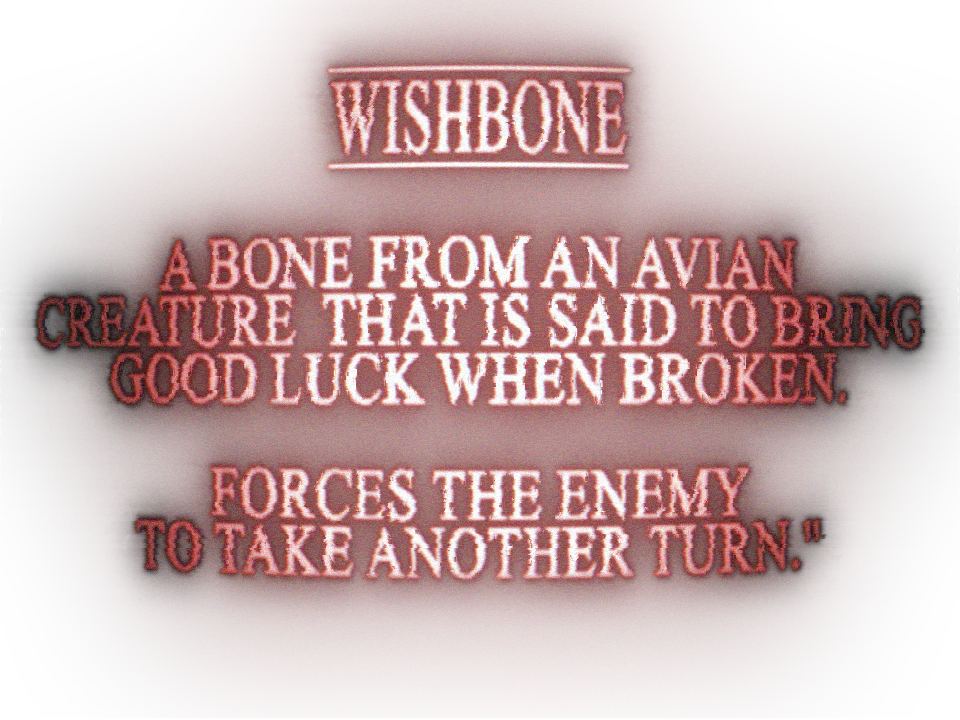 WISHBONE
A BONE FROM AN AVIAN
CREATURE THAT IS SAID TO BRING
GOOD LUCK WHEN BROKEN.
FORCES THE ENEMY
TO TAKE ANOTHER TURN."